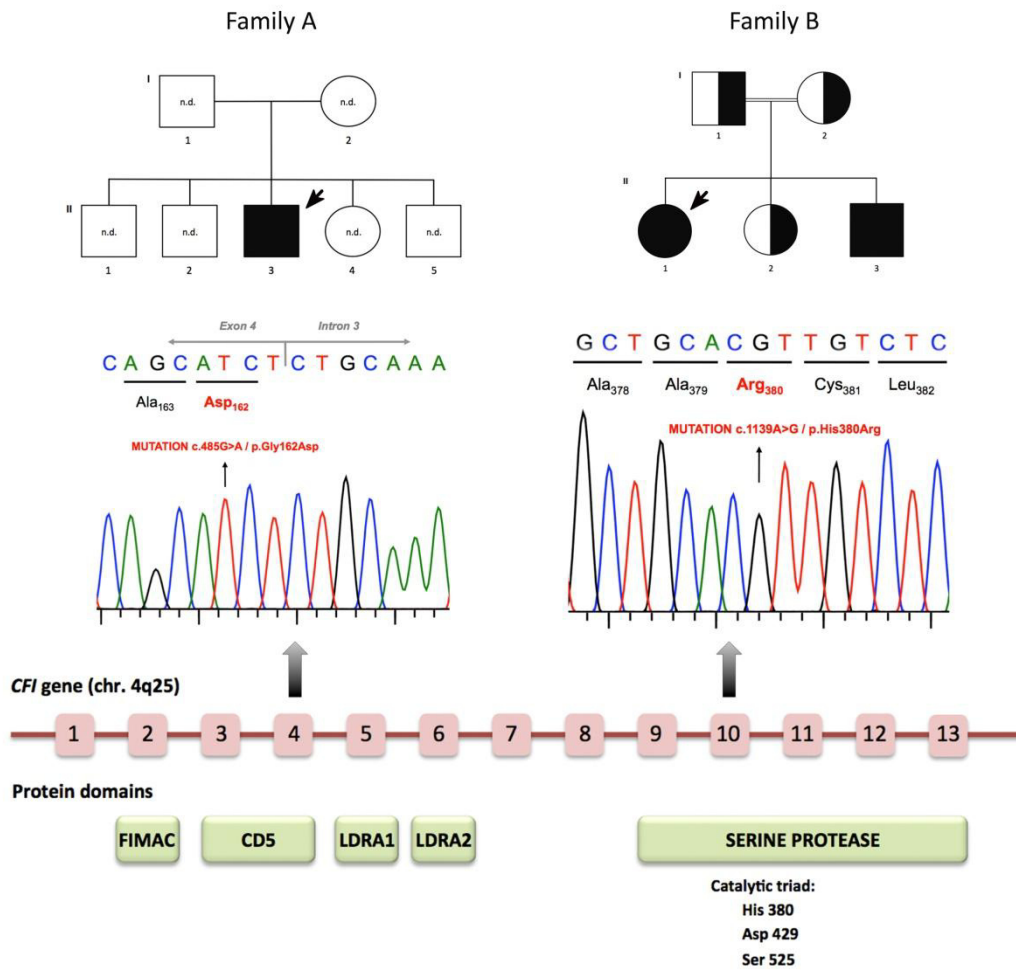 Family A
Family B
I
n.d.
n.d.
1
2
II
n.d.
n.d.
n.d.
n.d.
1
2
3
4
5
I
1
2
II
1
2
3
Exon 4
Intron 3
C A G C A T C T C T G C A A A
Ala163
Asp162
MUTATION c.485G>A / p.Gly162Asp
G C T G C A C G T T G T C T C
Ala378
Ala379
Arg380
Cys381
Leu382
MUTATION c.1139A>G / p.His380Arg
CFI gene (chr. 4q25)
1 2 3 4 5 6 7 8 9 10 11 12 13
Protein domains
FIMAC
CD5
LDRA1
LDRA2
SERINE PROTEASE
Catalytic triad:
His 380
Asp 429
Ser 525